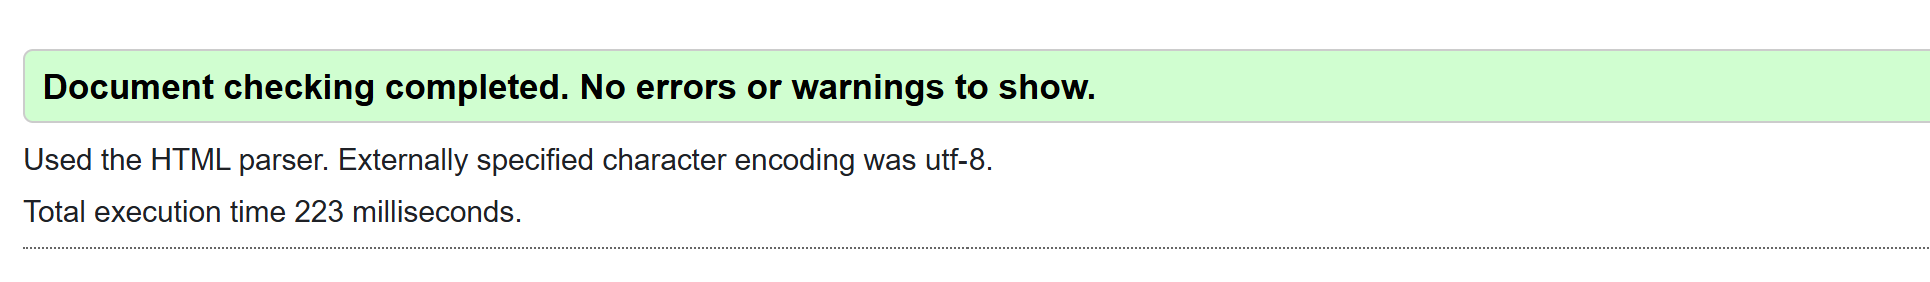 Document checking completed. No errors or warnings to show.
Used the HTML parser. Externally specified character encoding was utf-8.
Total execution time 223 milliseconds.